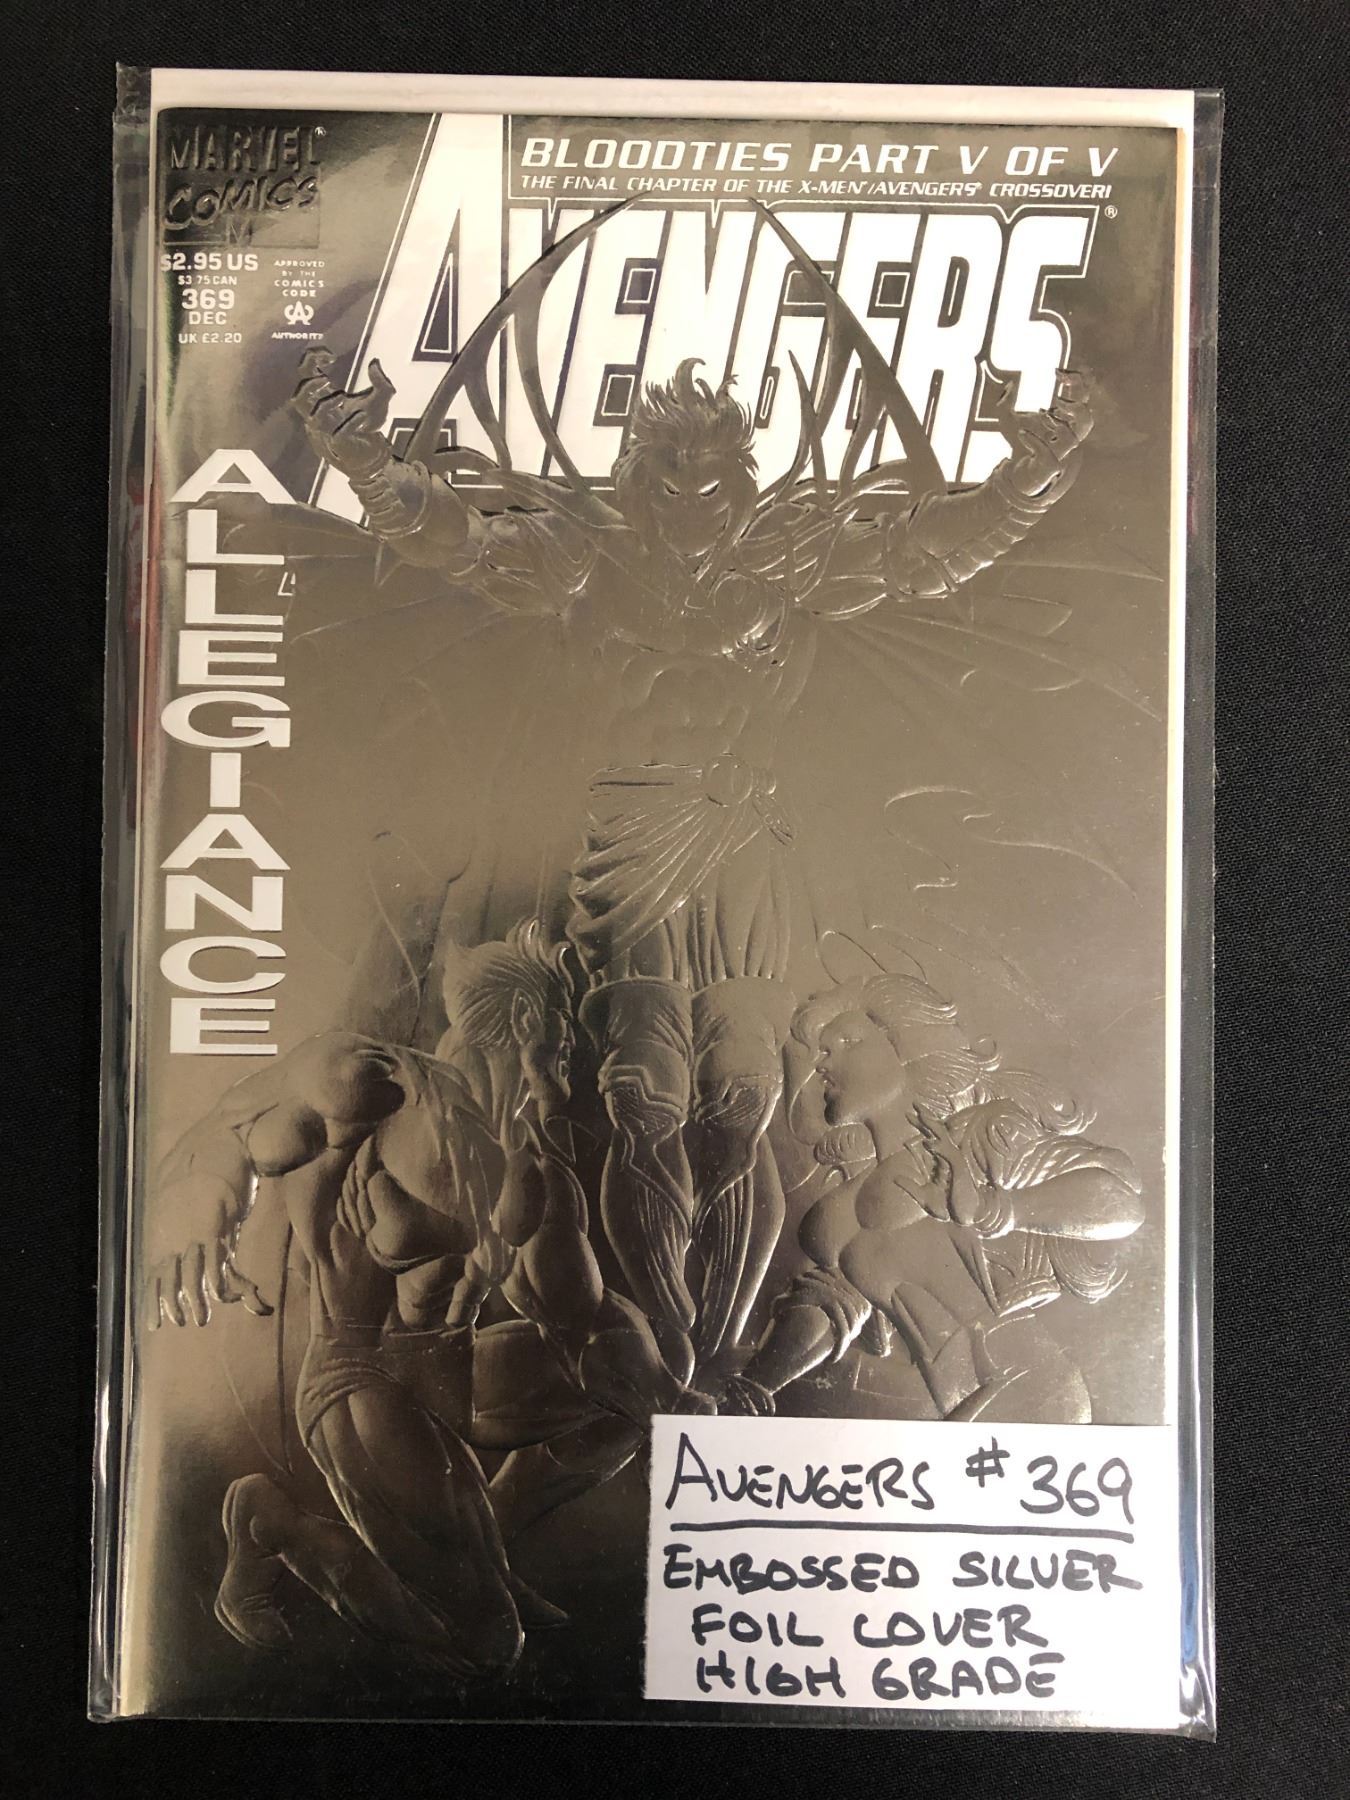 MARVEL®
COMICS
M
$2.95 US
$3.75 CAN
369
DEC
UK £2.20
APPROVED
BY THE
COMICS
CODE
CA
AUTHORITY
BLOODTIES PART V OF V
THE FINAL CHAPTER OF THE X-MEN®/AVENGERS® CROSSOVER!
AVENGERS®
ALLEGIANCE
AVENGERS #369
EMBOSSED SILVER
FOIL COVER
HIGH GRADE